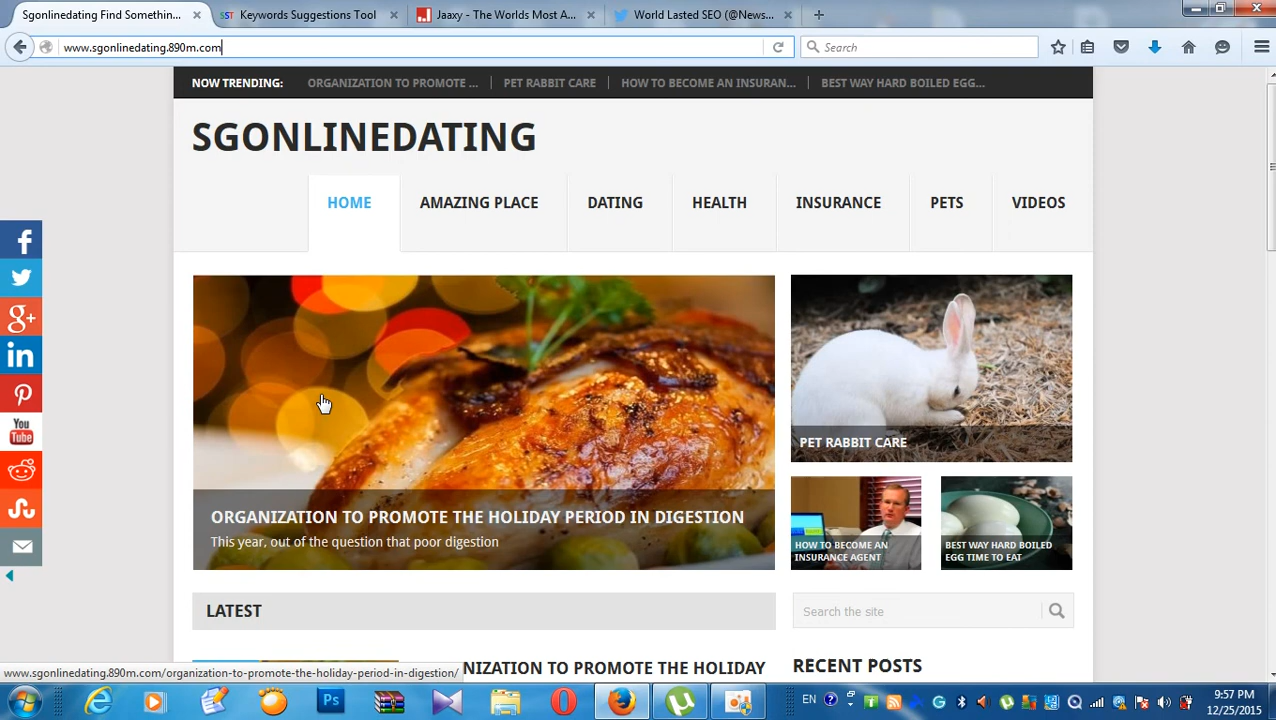 Sgonlinedating Find Somethin...
SST Keywords Suggestions Tool
Jaaxy - The Worlds Most A...
World Lasted SEO (@News...
www.sgonlinedating.890m.com
Search
NOW TRENDING: ORGANIZATION TO PROMOTE ... PET RABBIT CARE HOW TO BECOME AN INSURAN... BEST WAY HARD BOILED EGG...
SGONLINEDATING
HOME AMAZING PLACE DATING HEALTH INSURANCE PETS VIDEOS
f
g+
in
You
Tube
PET RABBIT CARE
ORGANIZATION TO PROMOTE THE HOLIDAY PERIOD IN DIGESTION
This year, out of the question that poor digestion
HOW TO BECOME AN
INSURANCE AGENT
BEST WAY HARD BOILED
EGG TIME TO EAT
LATEST
Search the site
NIZATION TO PROMOTE THE HOLIDAY
RECENT POSTS
www.sgonlinedating.890m.com/organization-to-promote-the-holiday-period-in-digestion/
Ps
EN
9:57 PM
12/25/2015